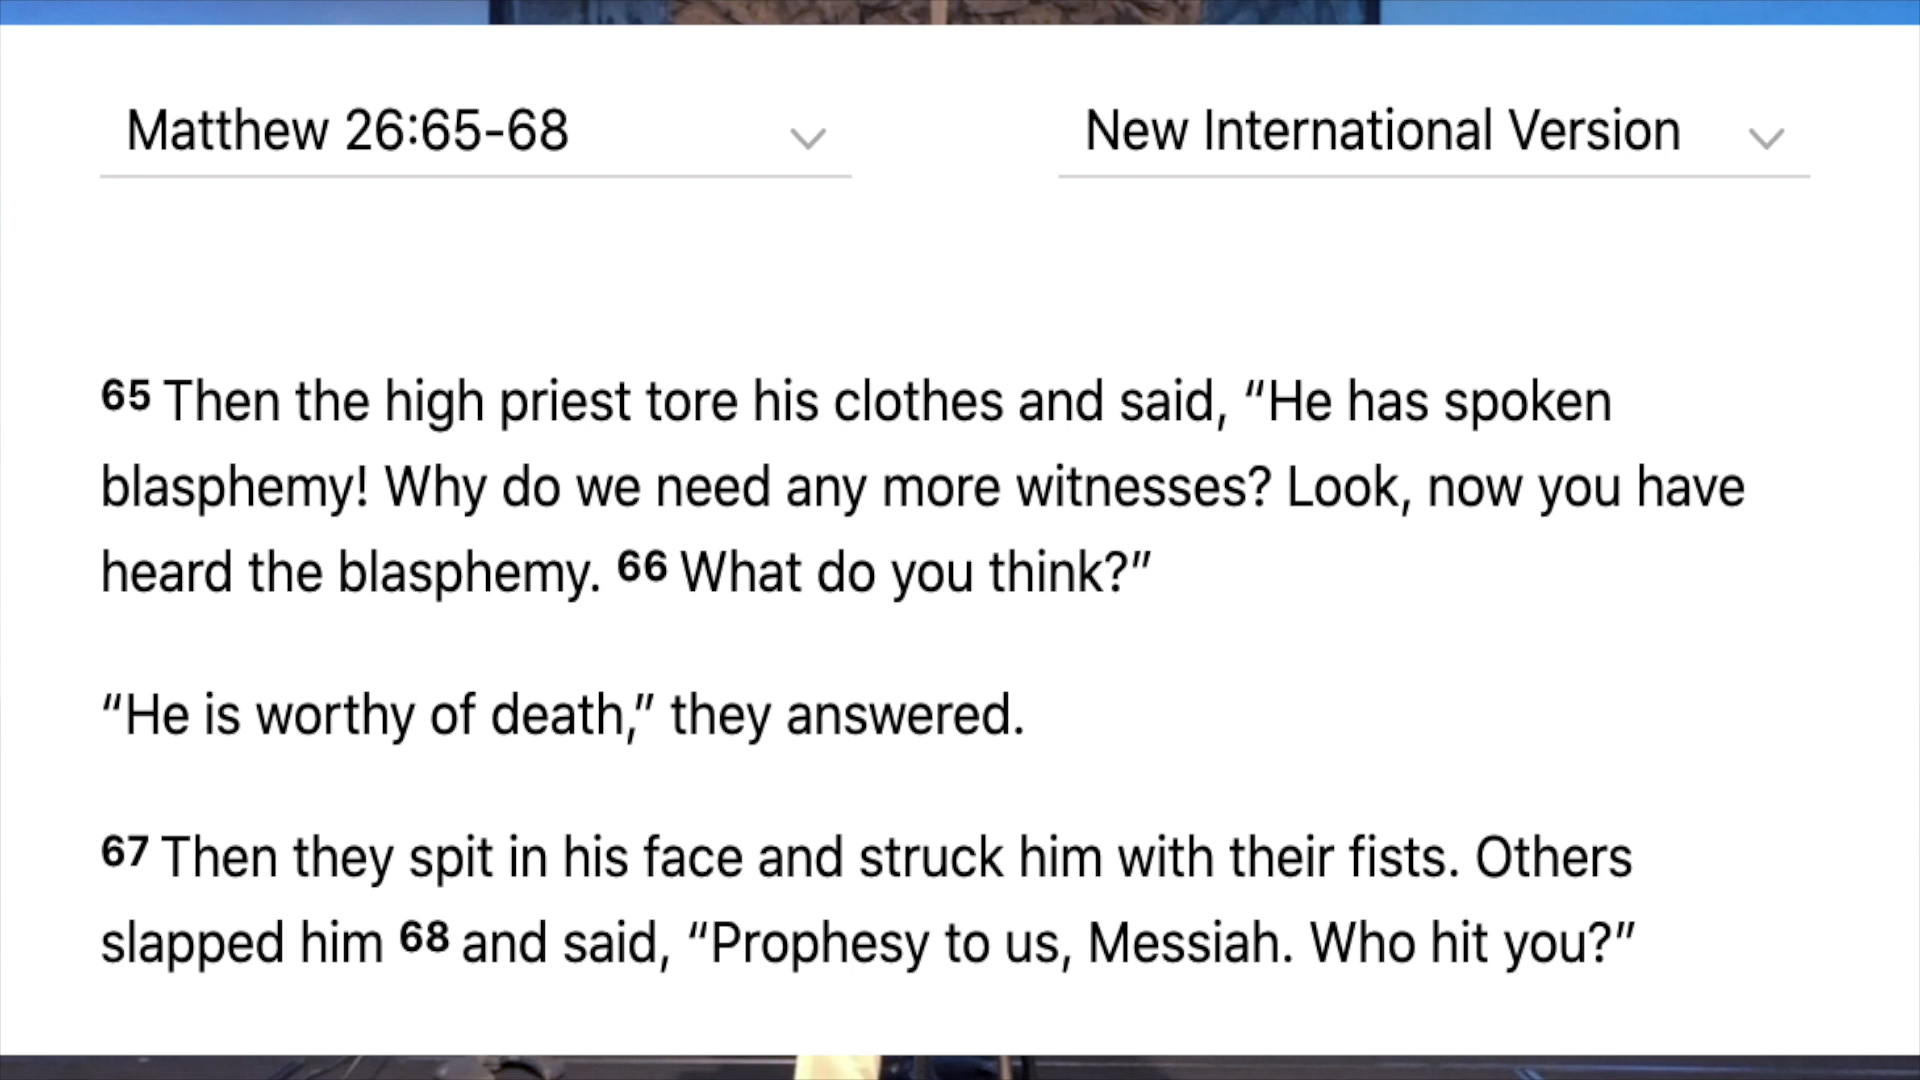 Matthew 26:65-68
New International Version
65 Then the high priest tore his clothes and said, “He has spoken
blasphemy! Why do we need any more witnesses? Look, now you have
heard the blasphemy. 66 What do you think?”
“He is worthy of death,” they answered.
67 Then they spit in his face and struck him with their fists. Others
slapped him 68 and said, “Prophesy to us, Messiah. Who hit you?”